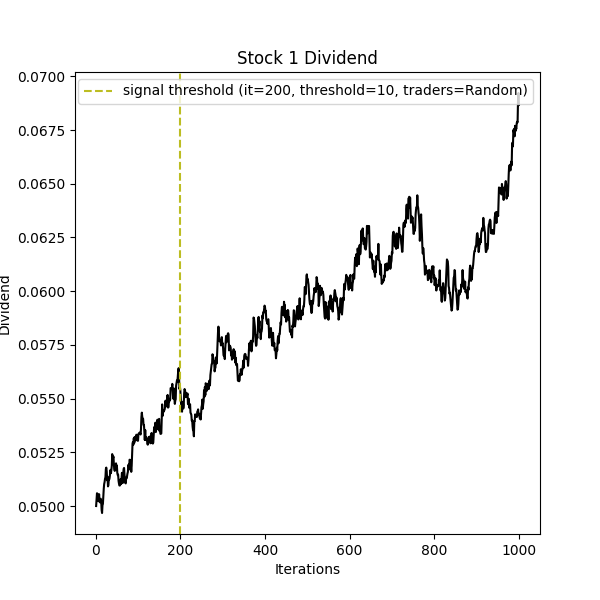 Stock 1 Dividend
signal threshold (it=200, threshold=10, traders=Random)
0.0700
0.0675
0.0650
0.0625
0.0600
0.0575
0.0550
0.0525
0.0500
Dividend
0 200 400 600 800 1000
Iterations